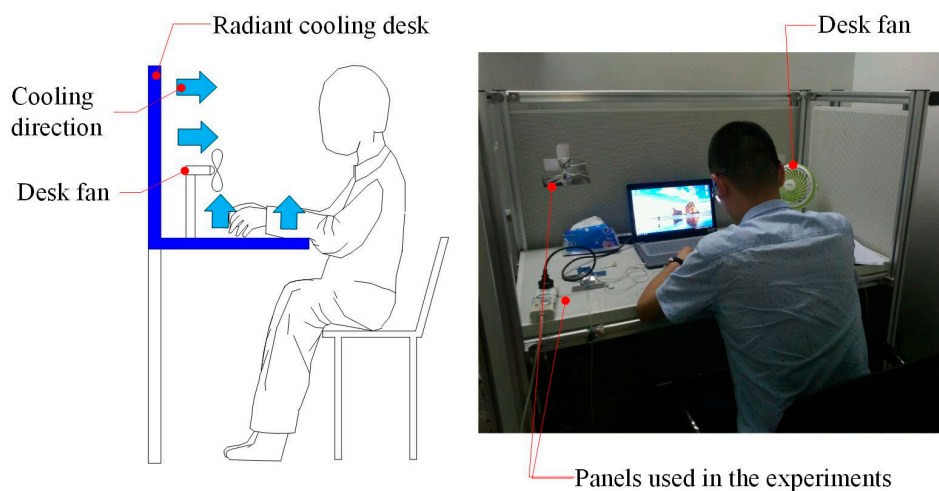 Radiant cooling desk
Cooling
direction
Desk fan
Desk fan
Panels used in the experiments